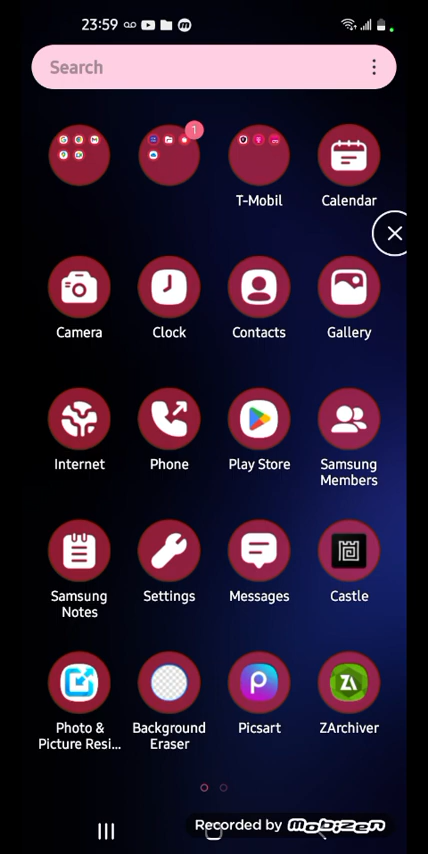 23:59
Search
1
T-Mobil
Calendar
Camera
Clock
Contacts
Gallery
Internet
Phone
Play Store
Samsung
Members
Samsung
Notes
Settings
Messages
Castle
Photo &
Picture Resi...
Background
Eraser
Picsart
ZArchiver
Recorded by mobizen